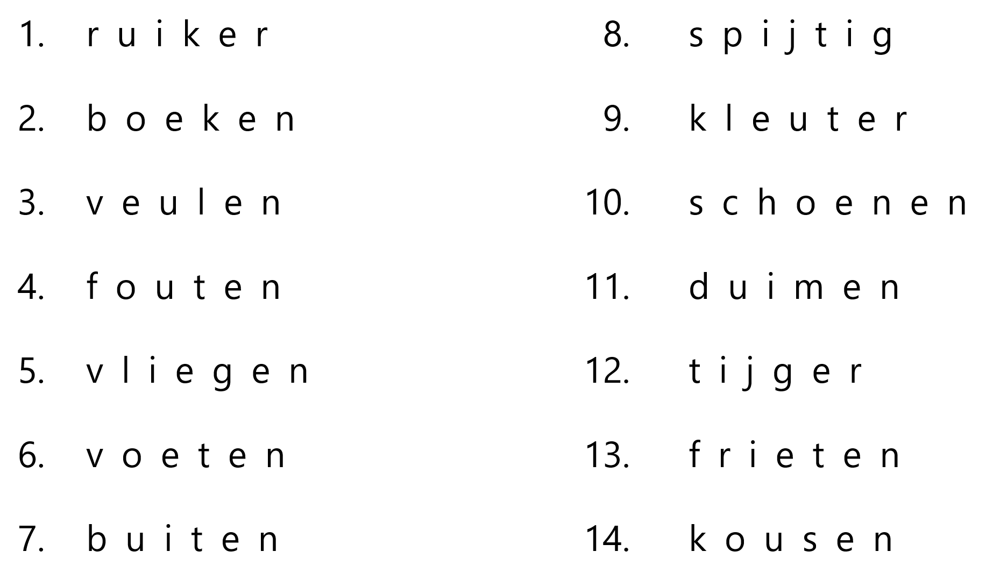 1. r u i k e r
2. b o e k e n
3. v e u l e n
4. f o u t e n
5. v l i e g e n
6. v o e t e n
7. b u i t e n
8. s p i j t i g
9. k l e u t e r
10. s c h o e n e n
11. d u i m e n
12. t i j g e r
13. f r i e t e n
14. k o u s e n